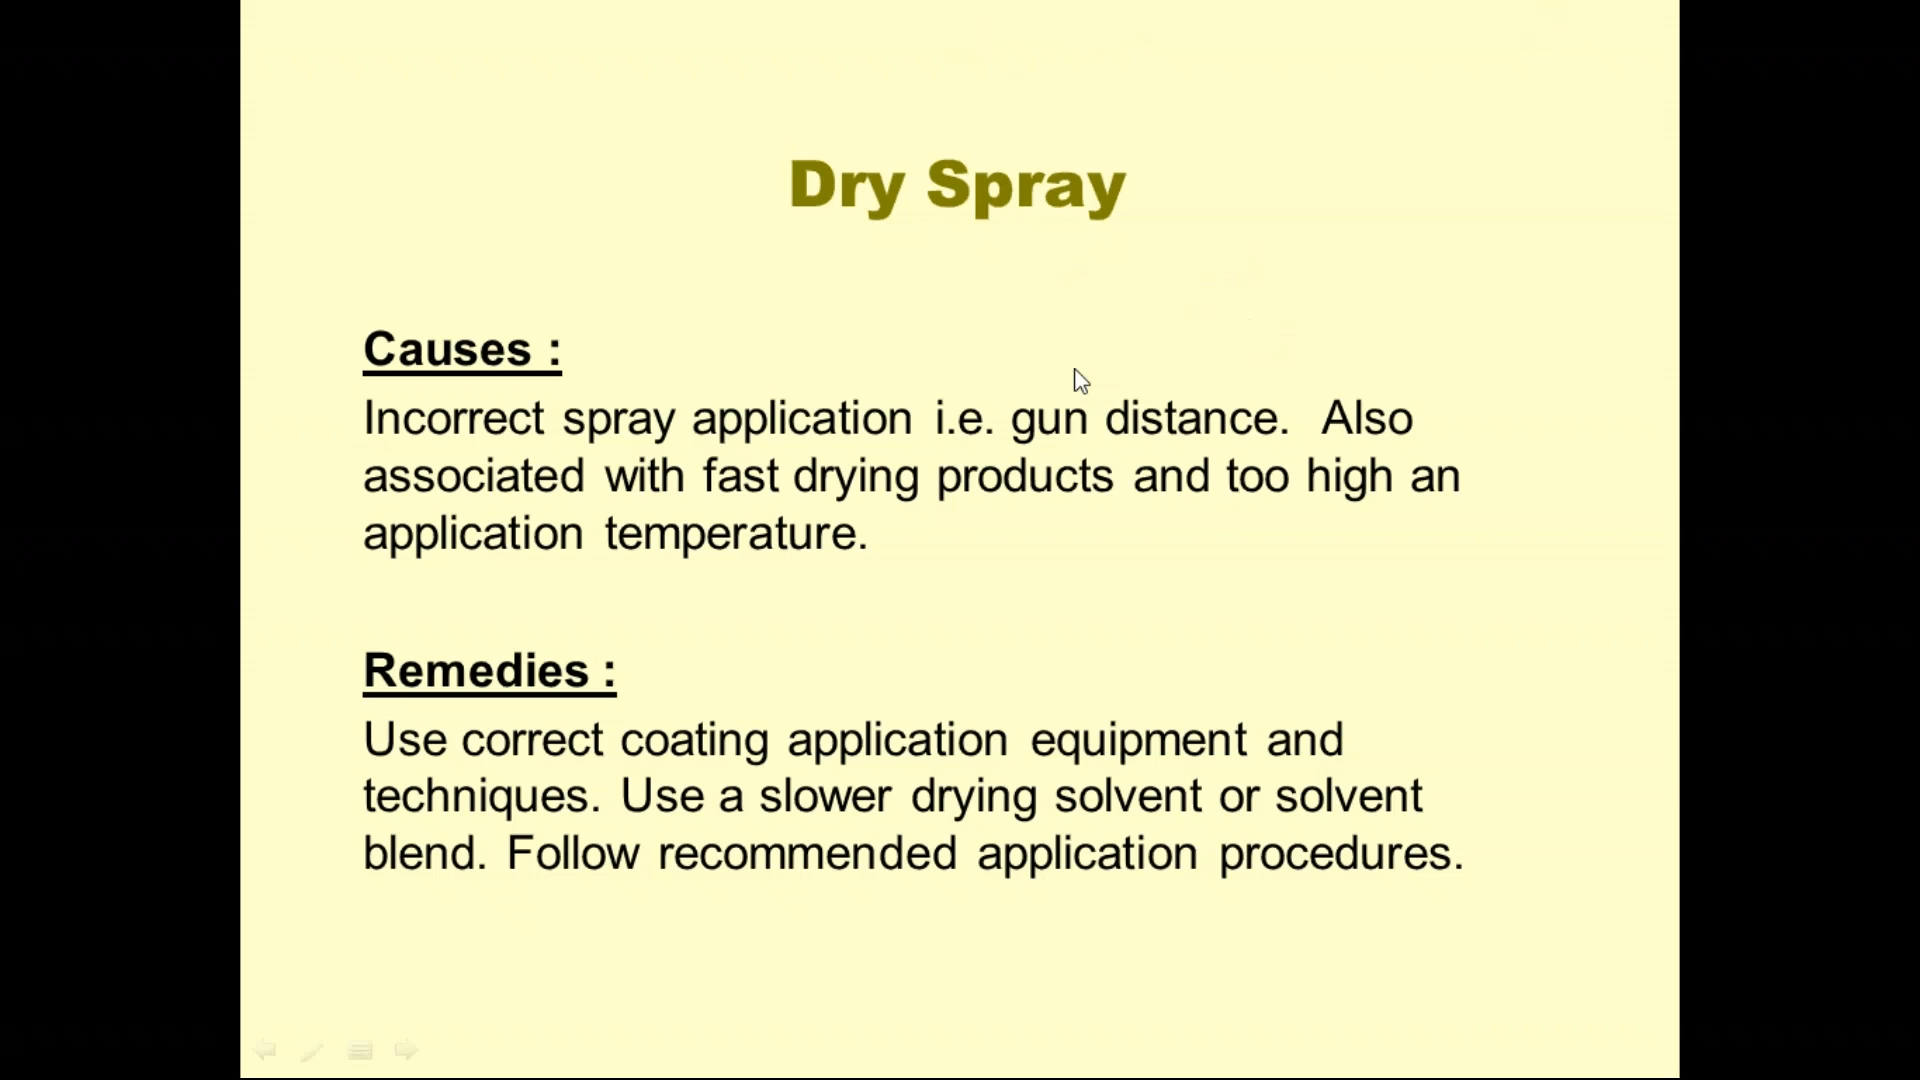 Dry Spray
Causes :
Incorrect spray application i.e. gun distance.  Also
associated with fast drying products and too high an
application temperature.
Remedies :
Use correct coating application equipment and
techniques. Use a slower drying solvent or solvent
blend. Follow recommended application procedures.